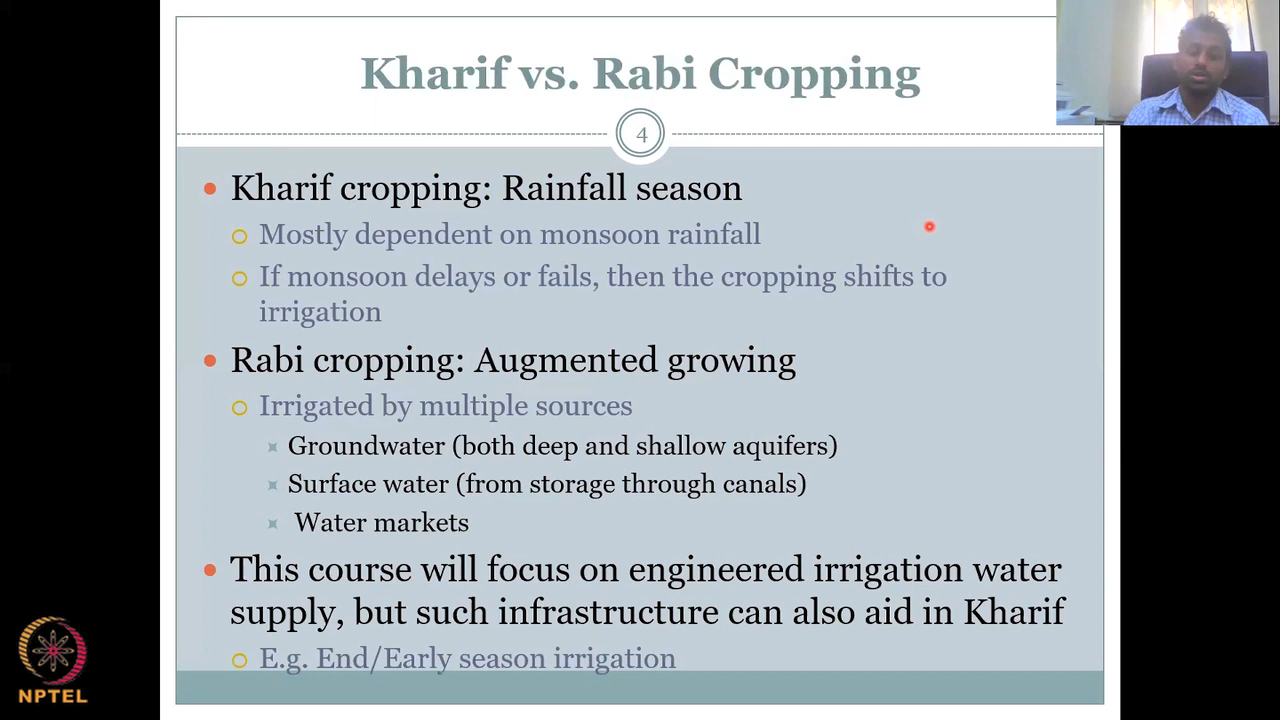 Kharif vs. Rabi Cropping
4
Kharif cropping: Rainfall season
Mostly dependent on monsoon rainfall
If monsoon delays or fails, then the cropping shifts to
irrigation
Rabi cropping: Augmented growing
Irrigated by multiple sources
Groundwater (both deep and shallow aquifers)
Surface water (from storage through canals)
Water markets
This course will focus on engineered irrigation water
supply, but such infrastructure can also aid in Kharif
E.g. End/Early season irrigation
NPTEL